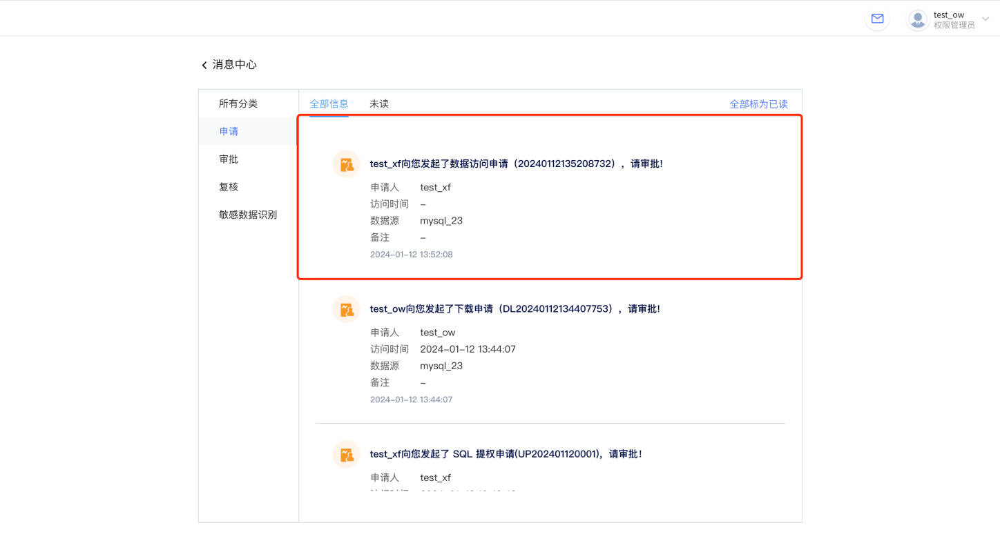 test_ow
权限管理员
消息中心
所有分类
申请
审批
复核
敏感数据识别
全部信息 未读 全部标为已读
test_xf向您发起了数据访问申请（20240112135208732），请审批!
申请人 test_xf
访问时间 –
数据源 mysql_23
备注 –
2024-01-12 13:52:08
test_ow向您发起了下载申请（DL20240112134407753），请审批!
申请人 test_ow
访问时间 2024-01-12 13:44:07
数据源 mysql_23
备注 –
2024-01-12 13:44:07
test_xf向您发起了 SQL 提权申请(UP202401120001)，请审批!
申请人 test_xf